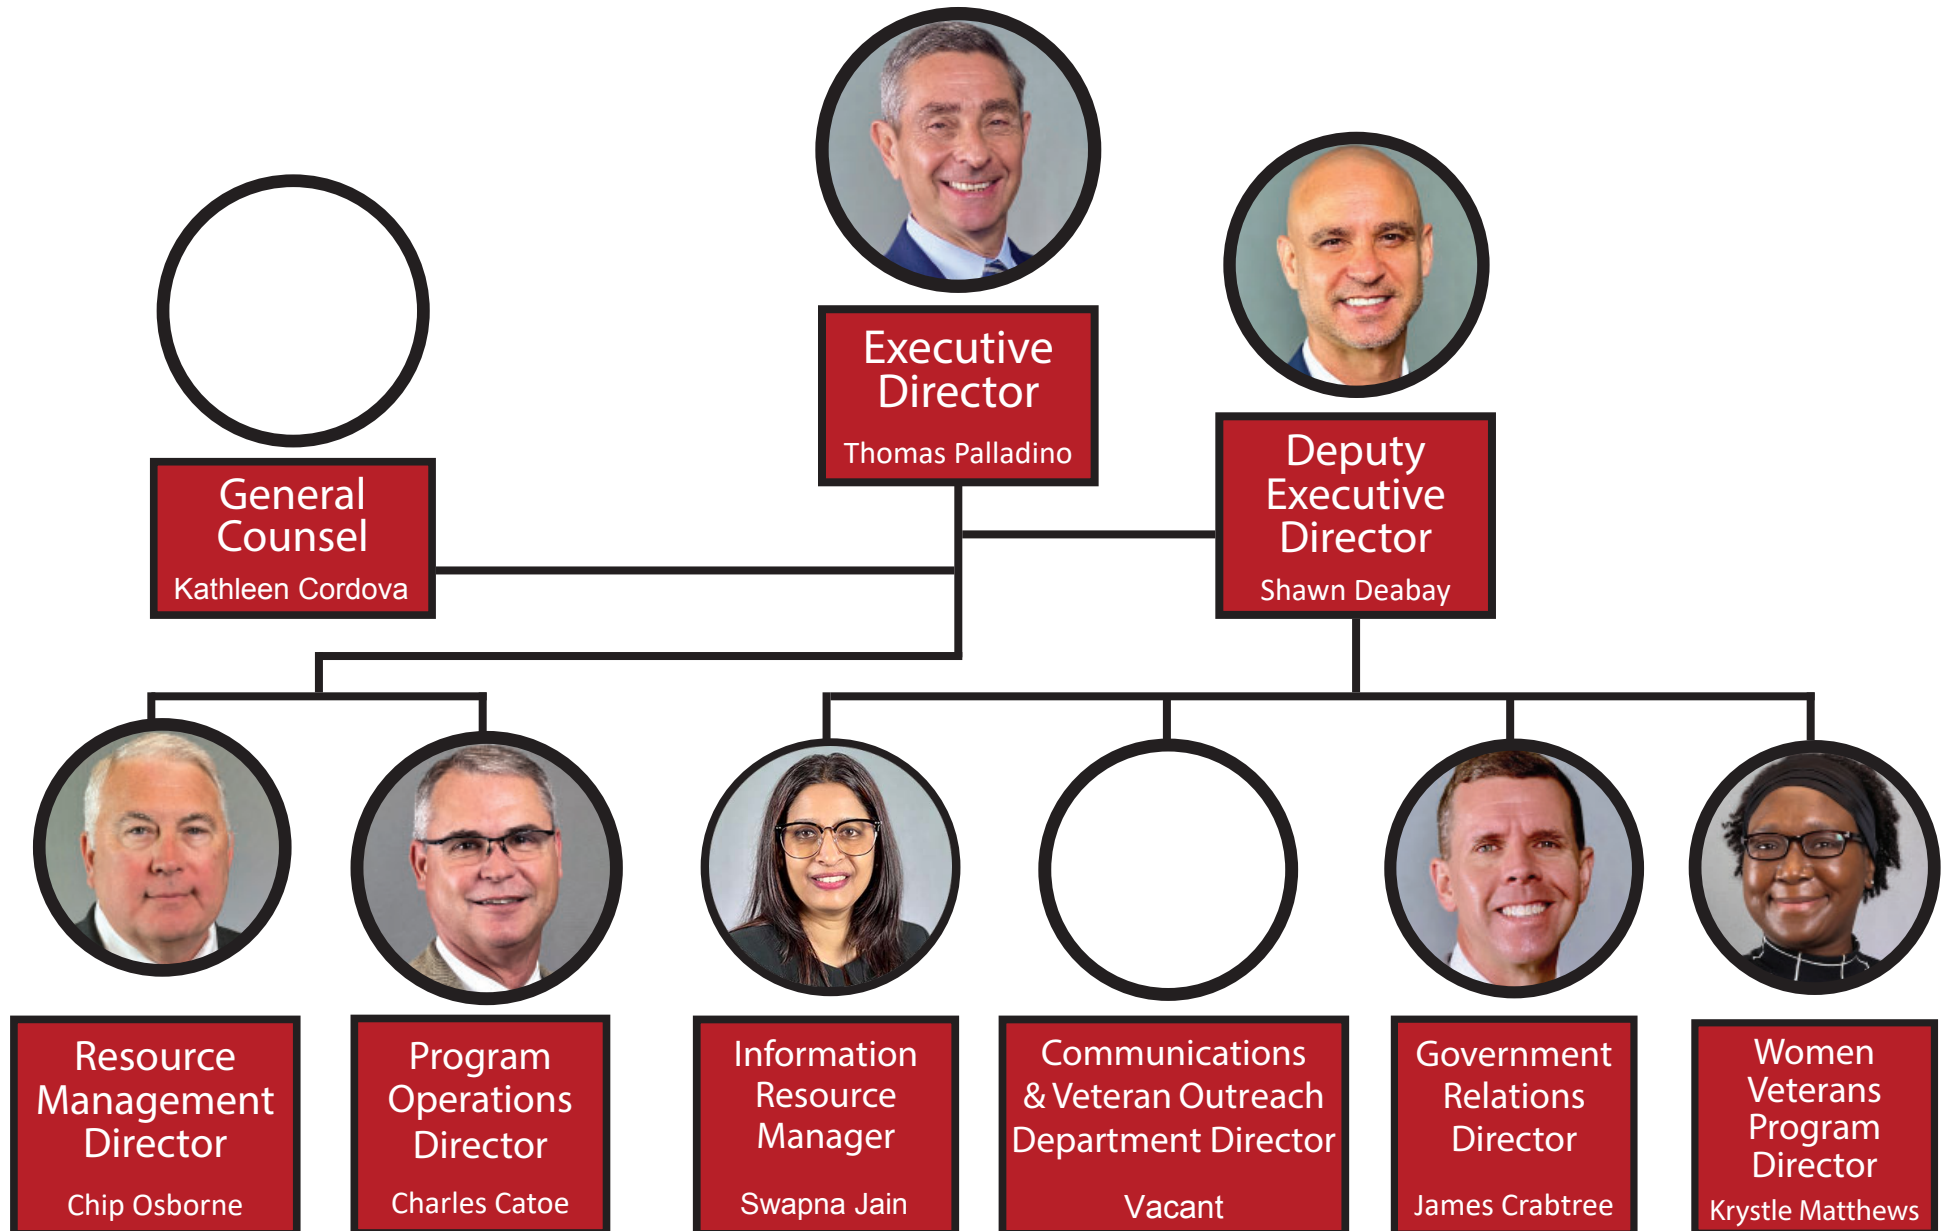 Executive
Director
Thomas Palladino
Deputy
Executive
Director
Shawn Deabay
General
Counsel
Kathleen Cordova
Resource
Management
Director
Chip Osborne
Program
Operations
Director
Charles Catoe
Information
Resource
Manager
Swapna Jain
Communications
& Veteran Outreach
Department Director
Vacant
Government
Relations
Director
James Crabtree
Women
Veterans
Program
Director
Krystle Matthews